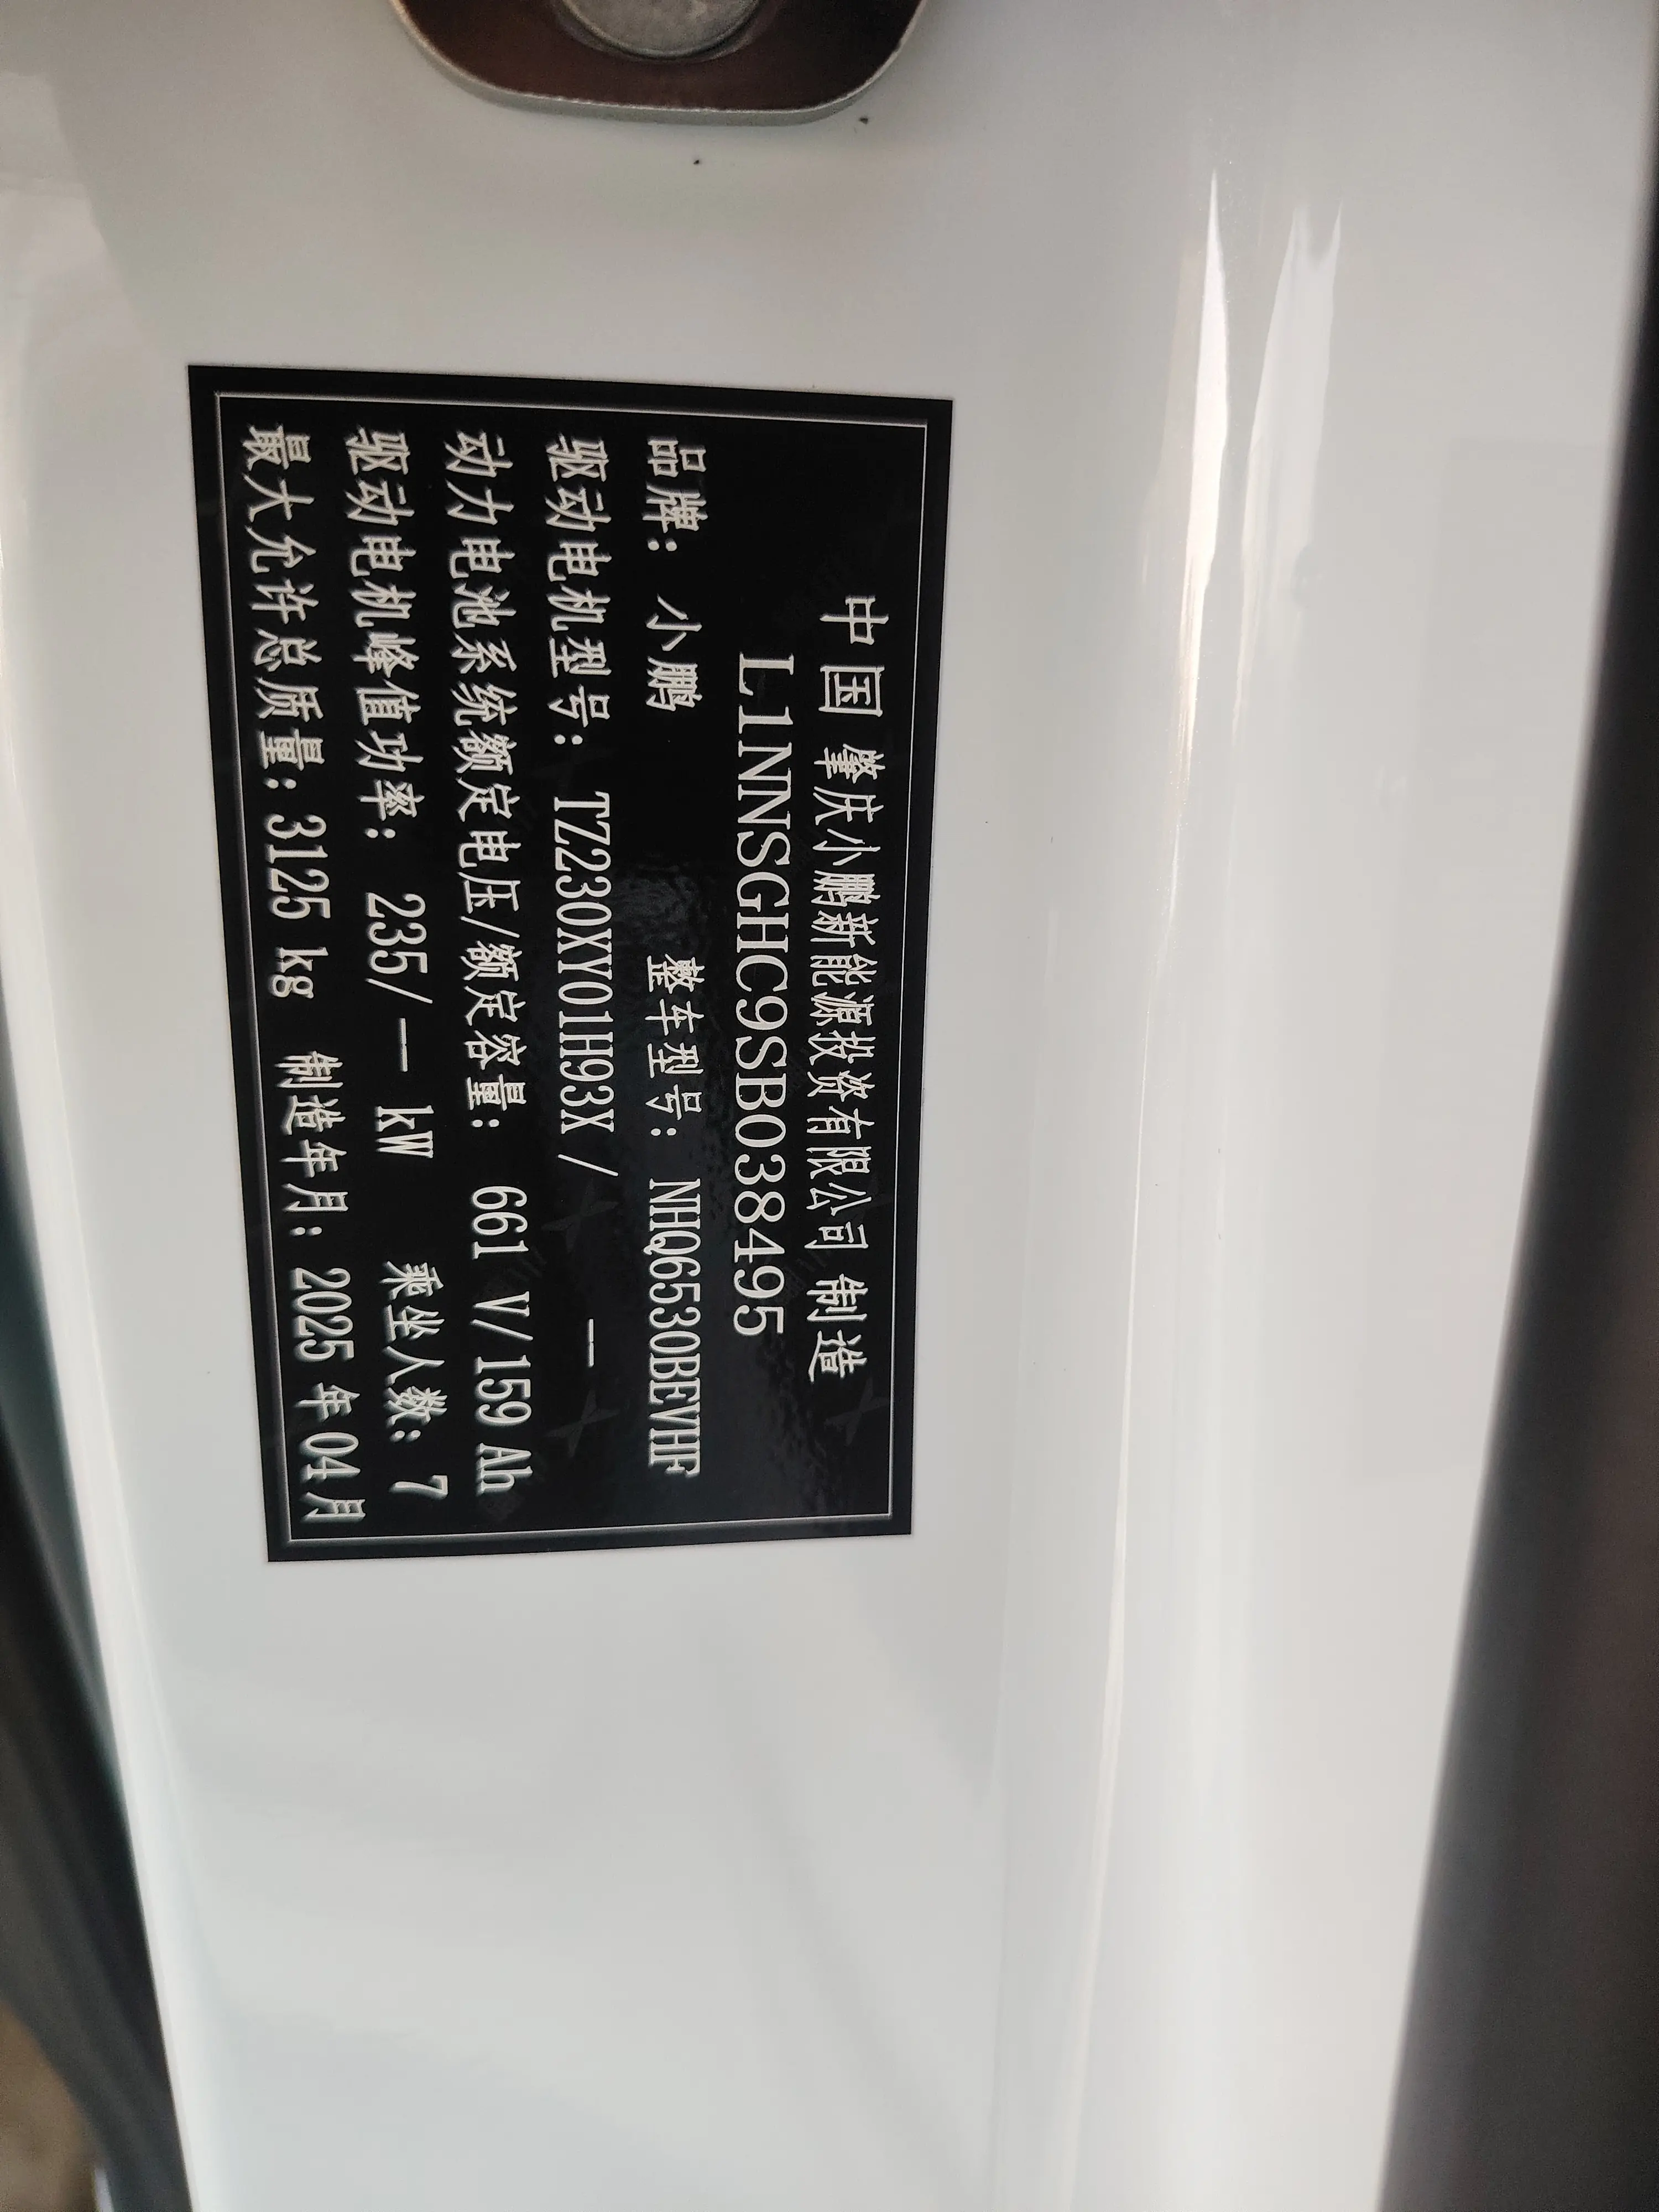 中国 肇庆小鹏新能源投资有限公司 制造
L1NNSGHC9SB038495
品牌: 小鹏 整车型号: NHQ6530BEVHF
驱动电机型号: TZ230XY01H93X / —
动力电池系统额定电压/额定容量: 661 V/159 Ah
驱动电机峰值功率: 235/ — kW 乘坐人数: 7
最大允许总质量: 3125 kg 制造年月: 2025 年 04 月